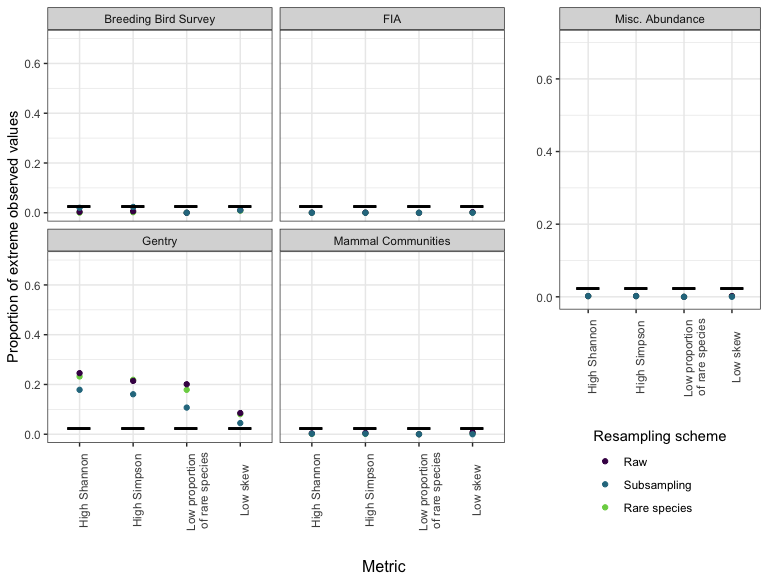 Breeding Bird Survey
FIA
Misc. Abundance
Proportion of extreme observed values
0.6
0.4
0.2
0.0
0.6
0.4
0.2
0.0
Gentry
Mammal Communities
0.6
0.4
0.2
0.0
High Shannon
High Simpson
Low proportion
of rare species
Low skew
High Shannon
High Simpson
Low proportion
of rare species
Low skew
High Shannon
High Simpson
Low proportion
of rare species
Low skew
Resampling scheme
Raw
Subsampling
Rare species
Metric